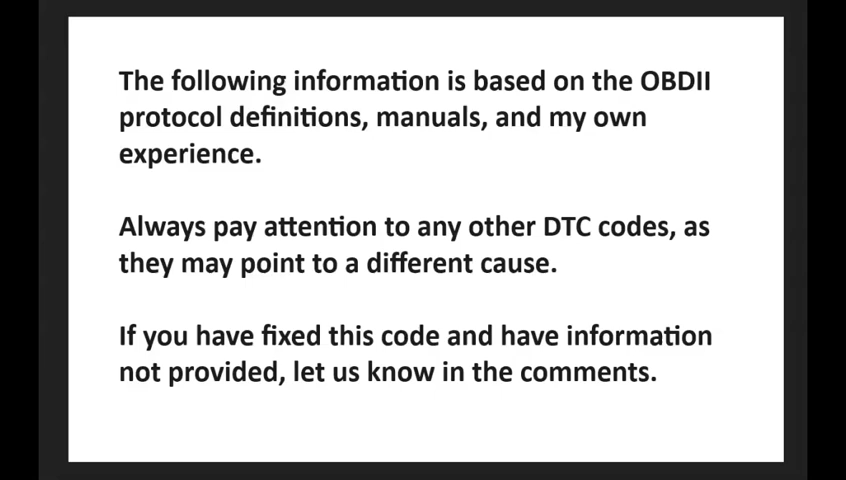 The following information is based on the OBDII
protocol definitions, manuals, and my own
experience.
Always pay attention to any other DTC codes, as
they may point to a different cause.
If you have fixed this code and have information
not provided, let us know in the comments.